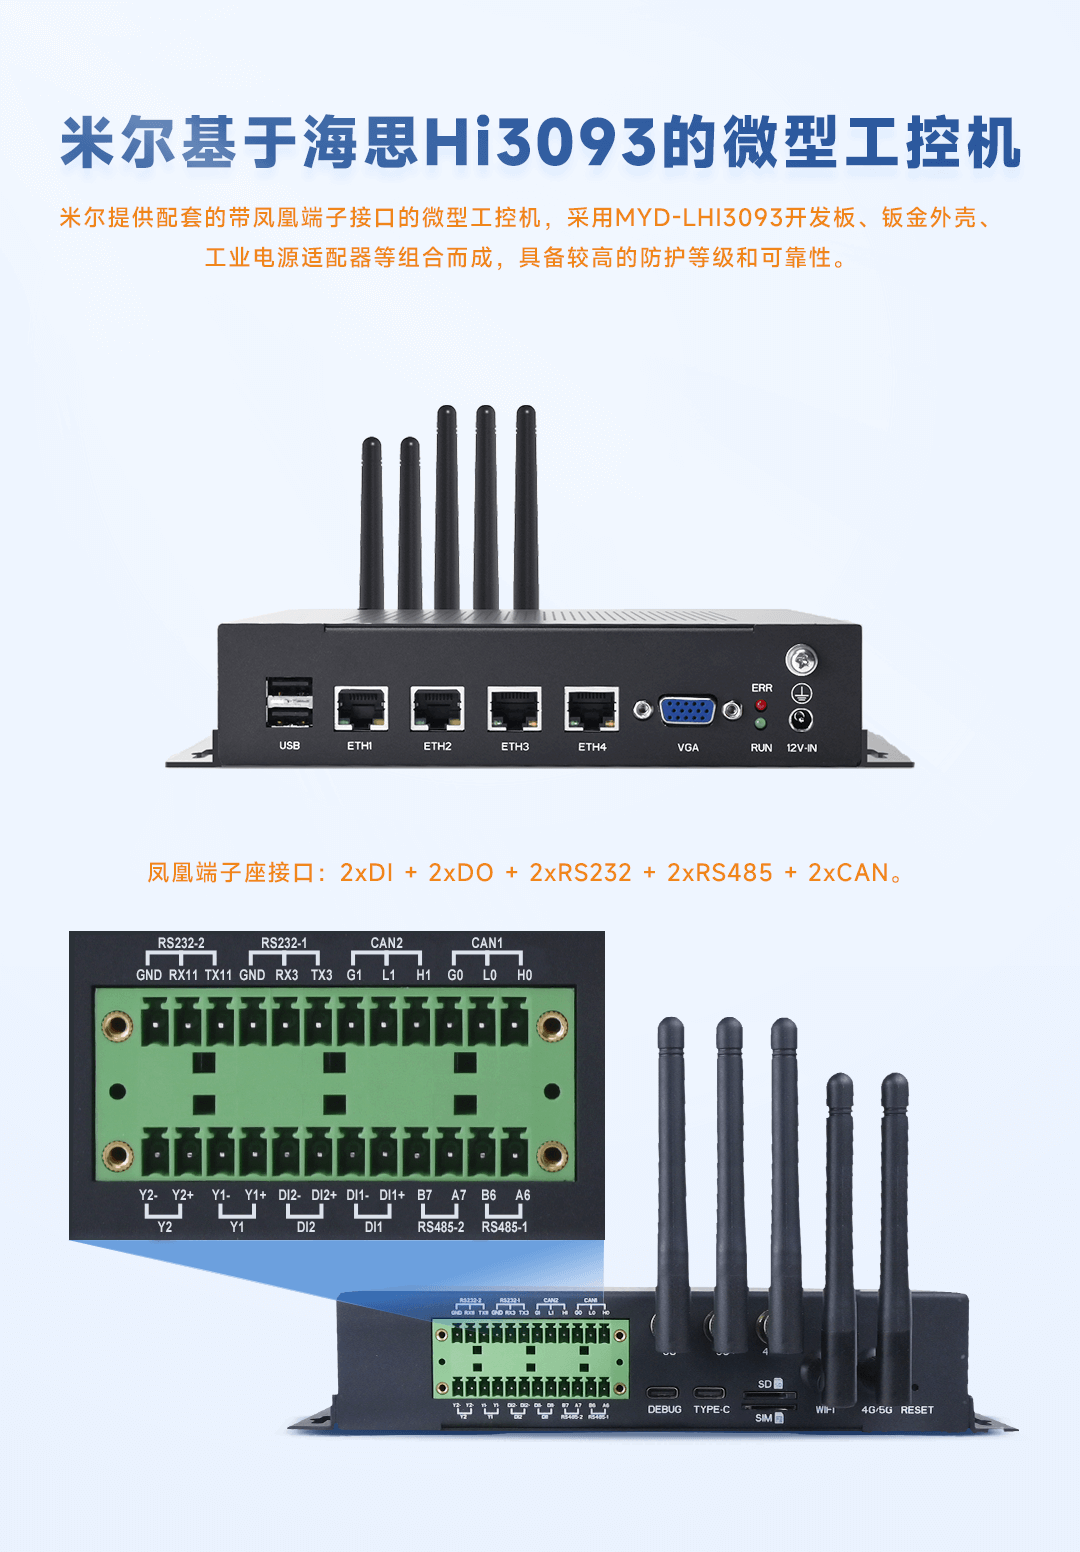 米尔基于海思Hi3093的微型工控机
米尔提供配套的带凤凰端子接口的微型工控机，采用MYD-LHI3093开发板、钣金外壳、
工业电源适配器等组合而成，具备较高的防护等级和可靠性。
ERR
USB ETH1 ETH2 ETH3 ETH4 VGA RUN 12V-IN
凤凰端子座接口：2xDI + 2xDO + 2xRS232 + 2xRS485 + 2xCAN。
RS232-2 RS232-1 CAN2 CAN1
GND RX11 TX11 GND RX3 TX3 G1 L1 H1 G0 L0 H0
Y2- Y2+ Y1- Y1+ DI2- DI2+ DI1- DI1+ B7 A7 B6 A6
Y2 Y1 DI2 DI1 RS485-2 RS485-1
RS232-2 RS232-1 CAN2 CAN1
SD
DEBUG TYPE-C WIFI 4G/5G RESET
SIM